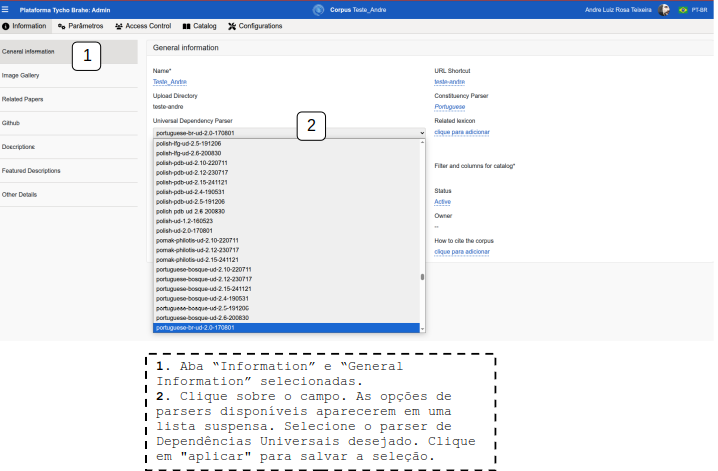 Plataforma Tycho Brahe: Admin
Corpus Teste_Andre
Andre Luiz Rosa Teixeira
PT-BR
Information
Parâmetros
Access Control
Catalog
Configurations
General information
Image Gallery
Related Papers
Github
Descriptions
Featured Descriptions
Other Details
1
General information
Name*
Teste_Andre
Upload Directory
teste-andre
Universal Dependency Parser
2
portuguese-br-ud-2.0-170801
polish-lfg-ud-2.5-191206
polish-lfg-ud-2.6-200830
polish-pdb-ud-2.10-220711
polish-pdb-ud-2.12-230717
polish-pdb-ud-2.15-241121
polish-pdb-ud-2.4-190531
polish-pdb-ud-2.5-191206
polish-pdb-ud-2.6-200830
polish-ud-1.2-160523
polish-ud-2.0-170801
pomak-philotis-ud-2.10-220711
pomak-philotis-ud-2.12-230717
pomak-philotis-ud-2.15-241121
portuguese-bosque-ud-2.10-220711
portuguese-bosque-ud-2.12-230717
portuguese-bosque-ud-2.15-241121
portuguese-bosque-ud-2.4-190531
portuguese-bosque-ud-2.5-191206
portuguese-bosque-ud-2.6-200830
portuguese-br-ud-2.0-170801
URL Shortcut
teste-andre
Constituency Parser
Portuguese
Related lexicon
clique para adicionar
Filter and columns for catalog*
Status
Active
Owner
--
How to cite the corpus
clique para adicionar
1. Aba “Information” e “General
Information” selecionadas.
2. Clique sobre o campo. As opções de
parsers disponíveis aparecerem em uma
lista suspensa. Selecione o parser de
Dependências Universais desejado. Clique
em "aplicar" para salvar a seleção.